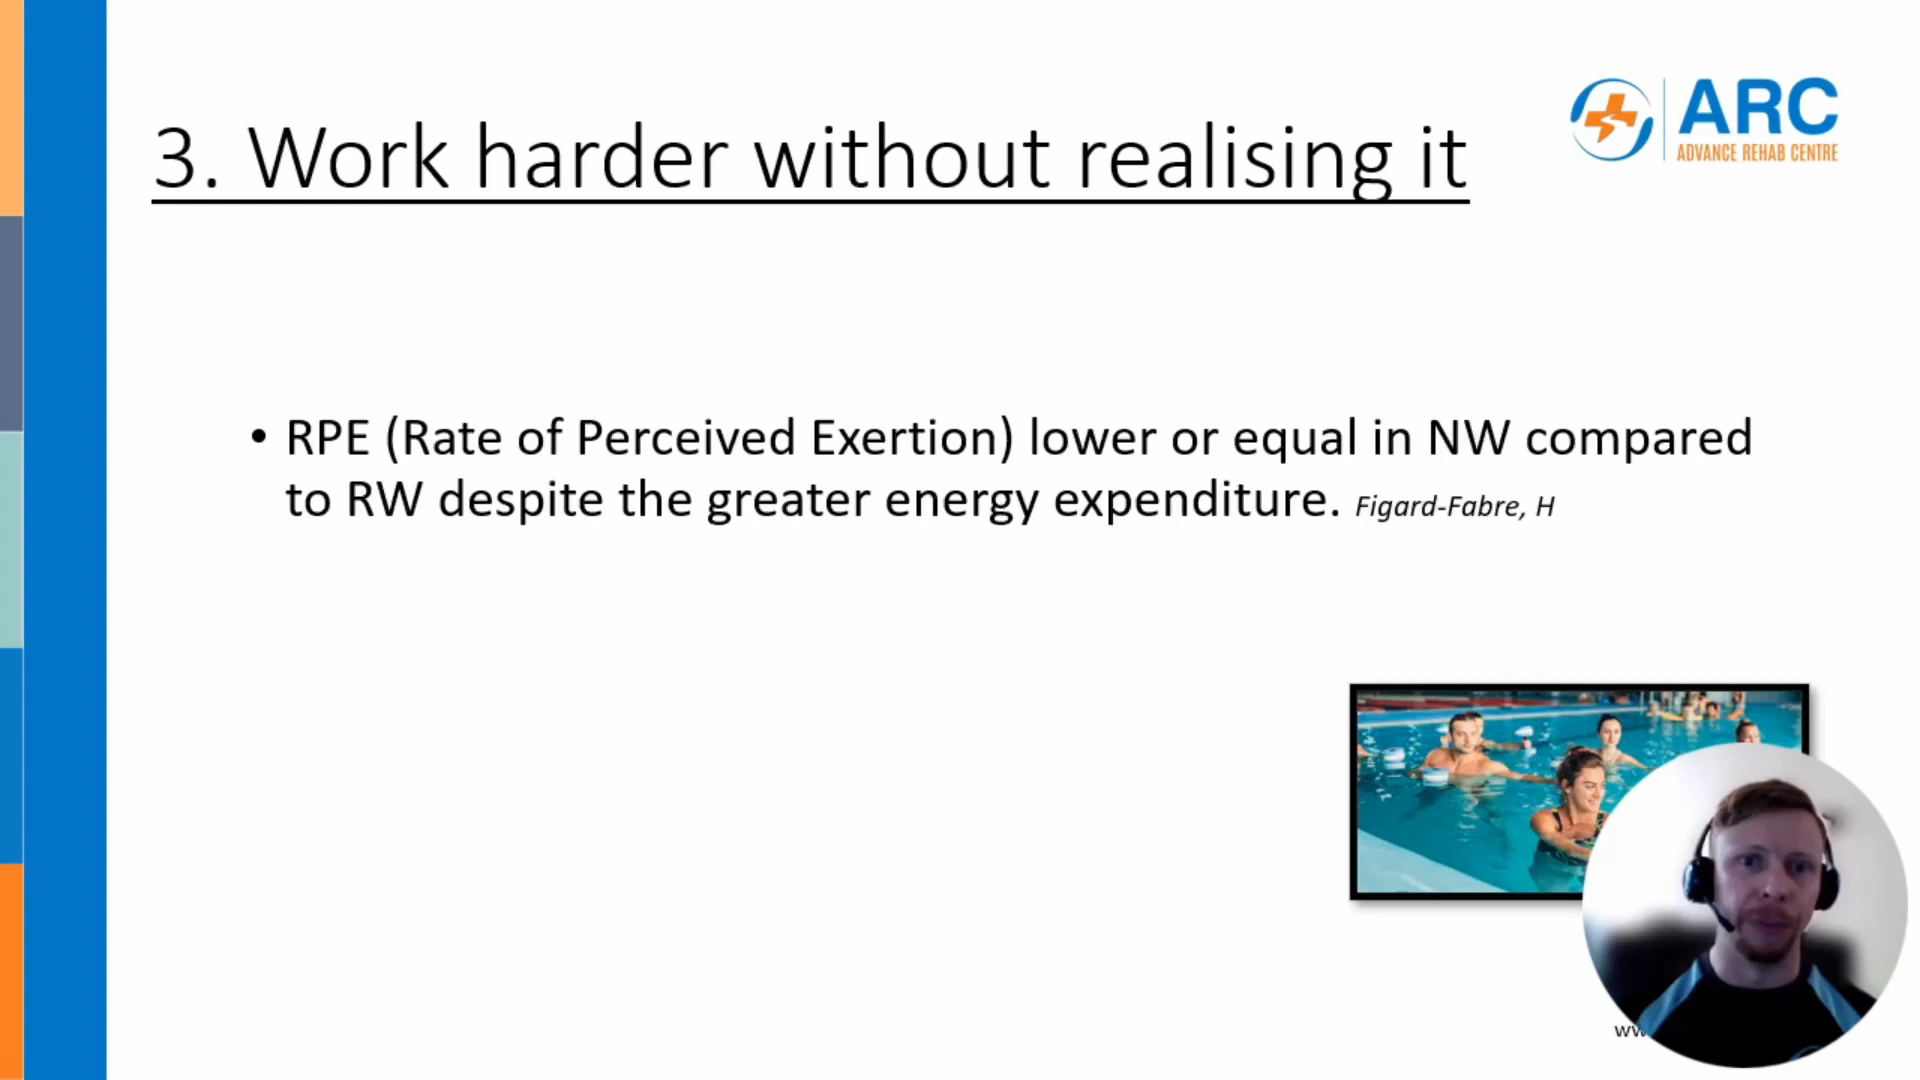 3. Work harder without realising it
ARC
ADVANCE REHAB CENTRE
• RPE (Rate of Perceived Exertion) lower or equal in NW compared
to RW despite the greater energy expenditure. Figard-Fabre, H